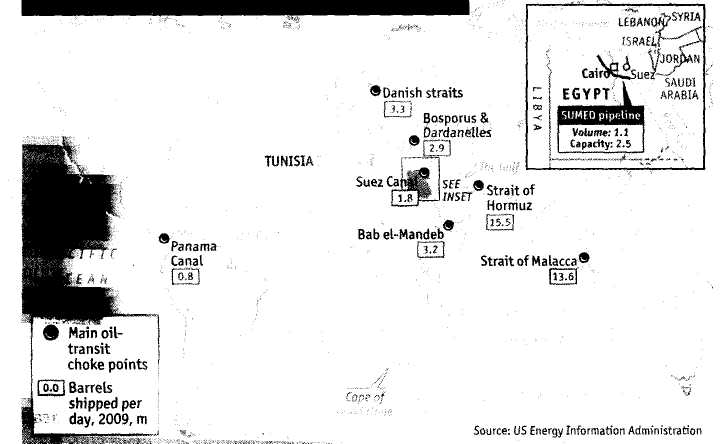 LEBANON
SYRIA
ISRAEL
JORDAN
Cairo
Suez
SAUDI
ARABIA
EGYPT
LIBYA
SUMED pipeline
Volume: 1.1
Capacity: 2.5
Danish straits
3.3
Bosporus &
Dardanelles
2.9
TUNISIA
The Gulf
Suez Canal
1.8
SEE
INSET
Strait of
Hormuz
15.5
Bab el-Mandeb
3.2
Panama
Canal
0.8
Strait of Malacca
13.6
Main oil-
transit
choke points
0.0 Barrels
shipped per
day, 2009, m
Cape of
Source: US Energy Information Administration